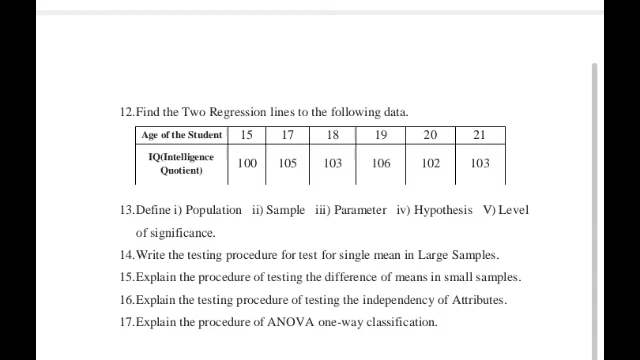 12.Find the Two Regression lines to the following data.
Age of the Student 15 17 18 19 20 21
IQ(Intelligence Quotient) 100 105 103 106 102 103
13.Define i) Population ii) Sample iii) Parameter iv) Hypothesis V) Level
of significance.
14.Write the testing procedure for test for single mean in Large Samples.
15.Explain the procedure of testing the difference of means in small samples.
16.Explain the testing procedure of testing the independency of Attributes.
17.Explain the procedure of ANOVA one-way classification.